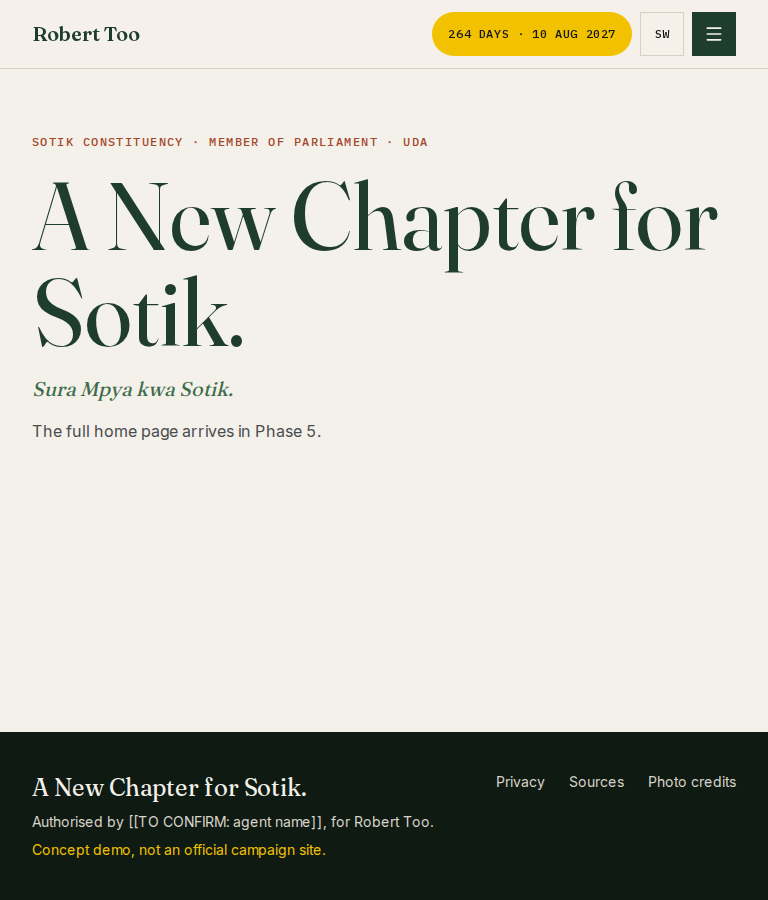 Robert Too
264 DAYS · 10 AUG 2027
SW
SOTIK CONSTITUENCY · MEMBER OF PARLIAMENT · UDA
A New Chapter for
Sotik.
Sura Mpya kwa Sotik.
The full home page arrives in Phase 5.
A New Chapter for Sotik.
Authorised by [[TO CONFIRM: agent name]], for Robert Too.
Concept demo, not an official campaign site.
Privacy
Sources
Photo credits